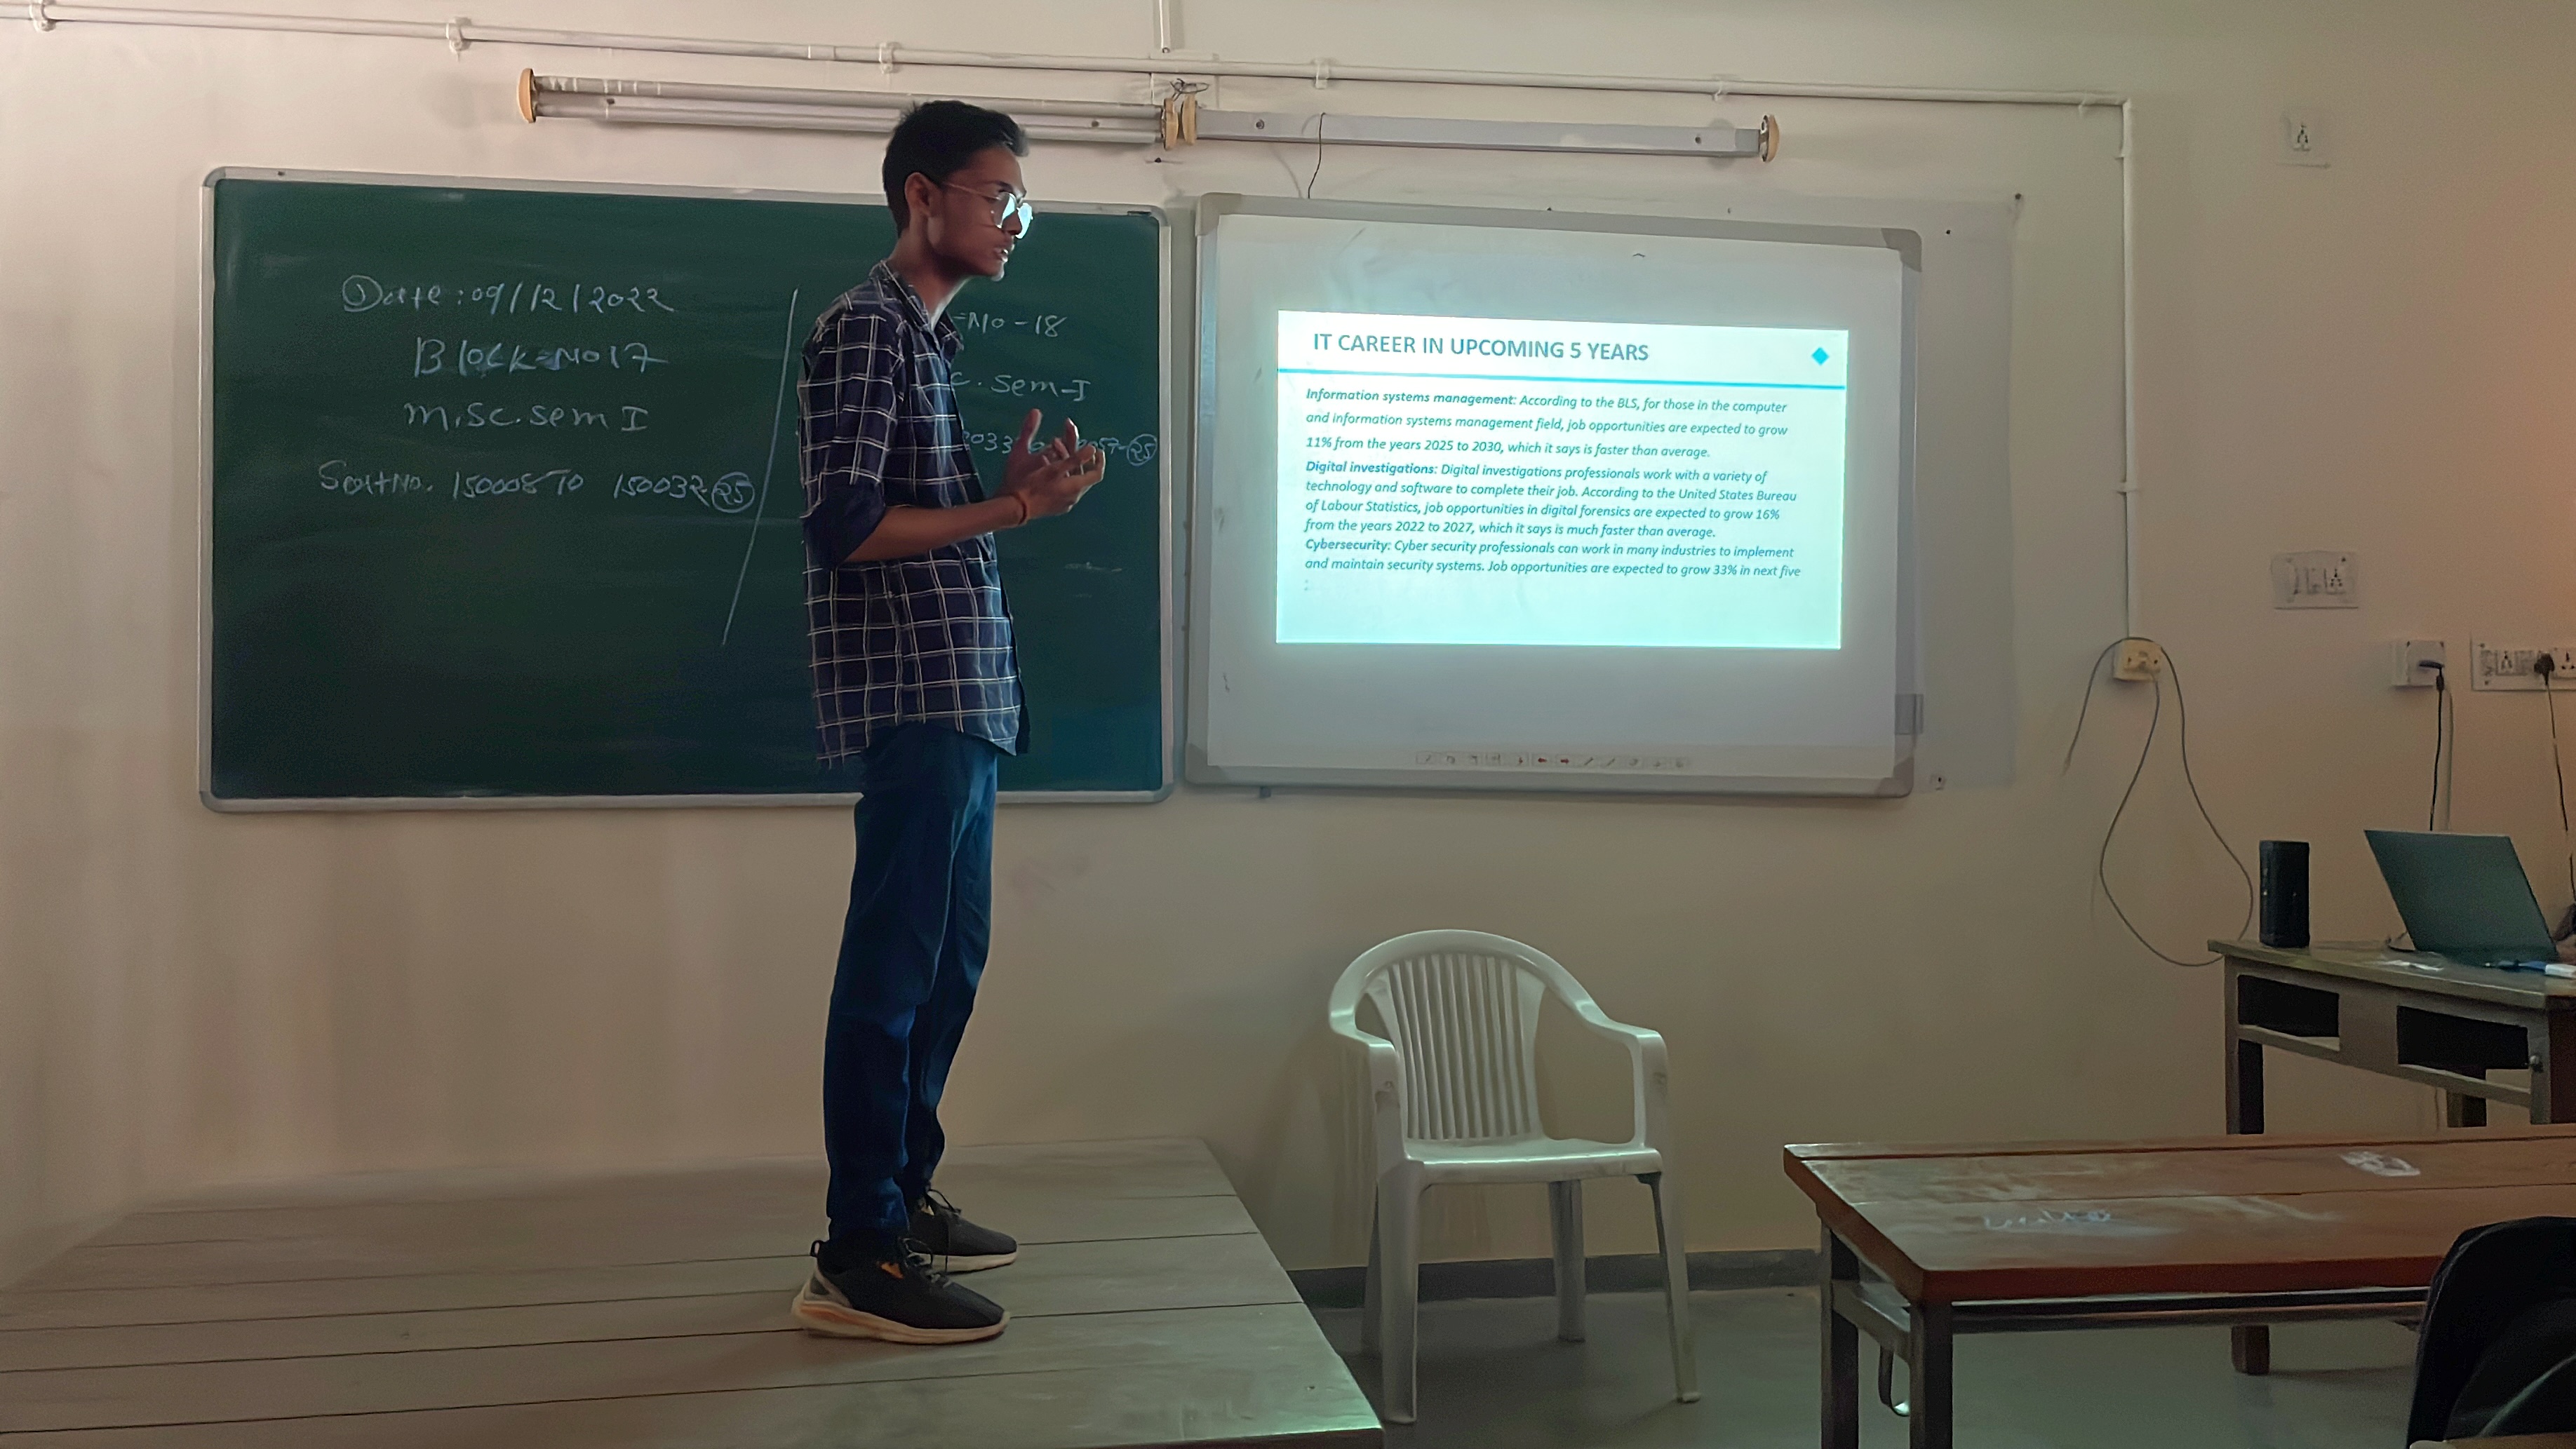 Date : 09/12/2022
Block-No 17
M.Sc. Sem I
Seat No. 150008 To 150032-25
No - 18
c. Sem-I
IT CAREER IN UPCOMING 5 YEARS
Information systems management: According to the BLS, for those in the computer
and information systems management field, job opportunities are expected to grow
11% from the years 2025 to 2030, which it says is faster than average.
Digital investigations: Digital investigations professionals work with a variety of
technology and software to complete their job. According to the United States Bureau
of Labour Statistics, job opportunities in digital forensics are expected to grow 16%
from the years 2022 to 2027, which it says is much faster than average.
Cybersecurity: Cyber security professionals can work in many industries to implement
and maintain security systems. Job opportunities are expected to grow 33% in next five